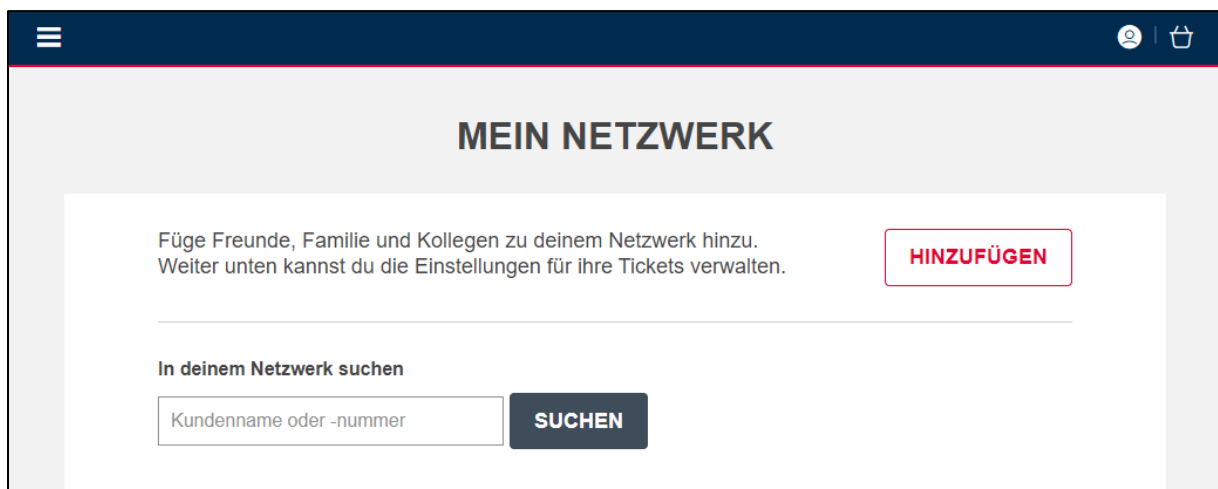 MEIN NETZWERK
Füge Freunde, Familie und Kollegen zu deinem Netzwerk hinzu.
Weiter unten kannst du die Einstellungen für ihre Tickets verwalten.
HINZUFÜGEN
In deinem Netzwerk suchen
Kundenname oder -nummer
SUCHEN